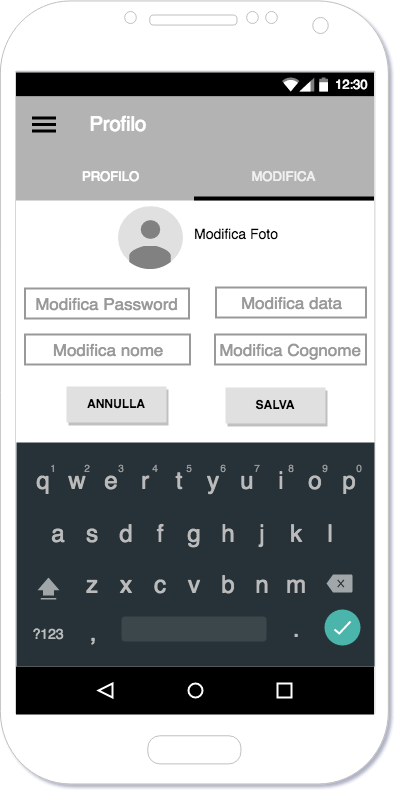 12:30
Profilo
PROFILO MODIFICA
Modifica Foto
Modifica Password Modifica data
Modifica nome Modifica Cognome
ANNULLA SALVA
1 2 3 4 5 6 7 8 9 0
q w e r t y u i o p
a s d f g h j k l
z x c v b n m
?123 , .